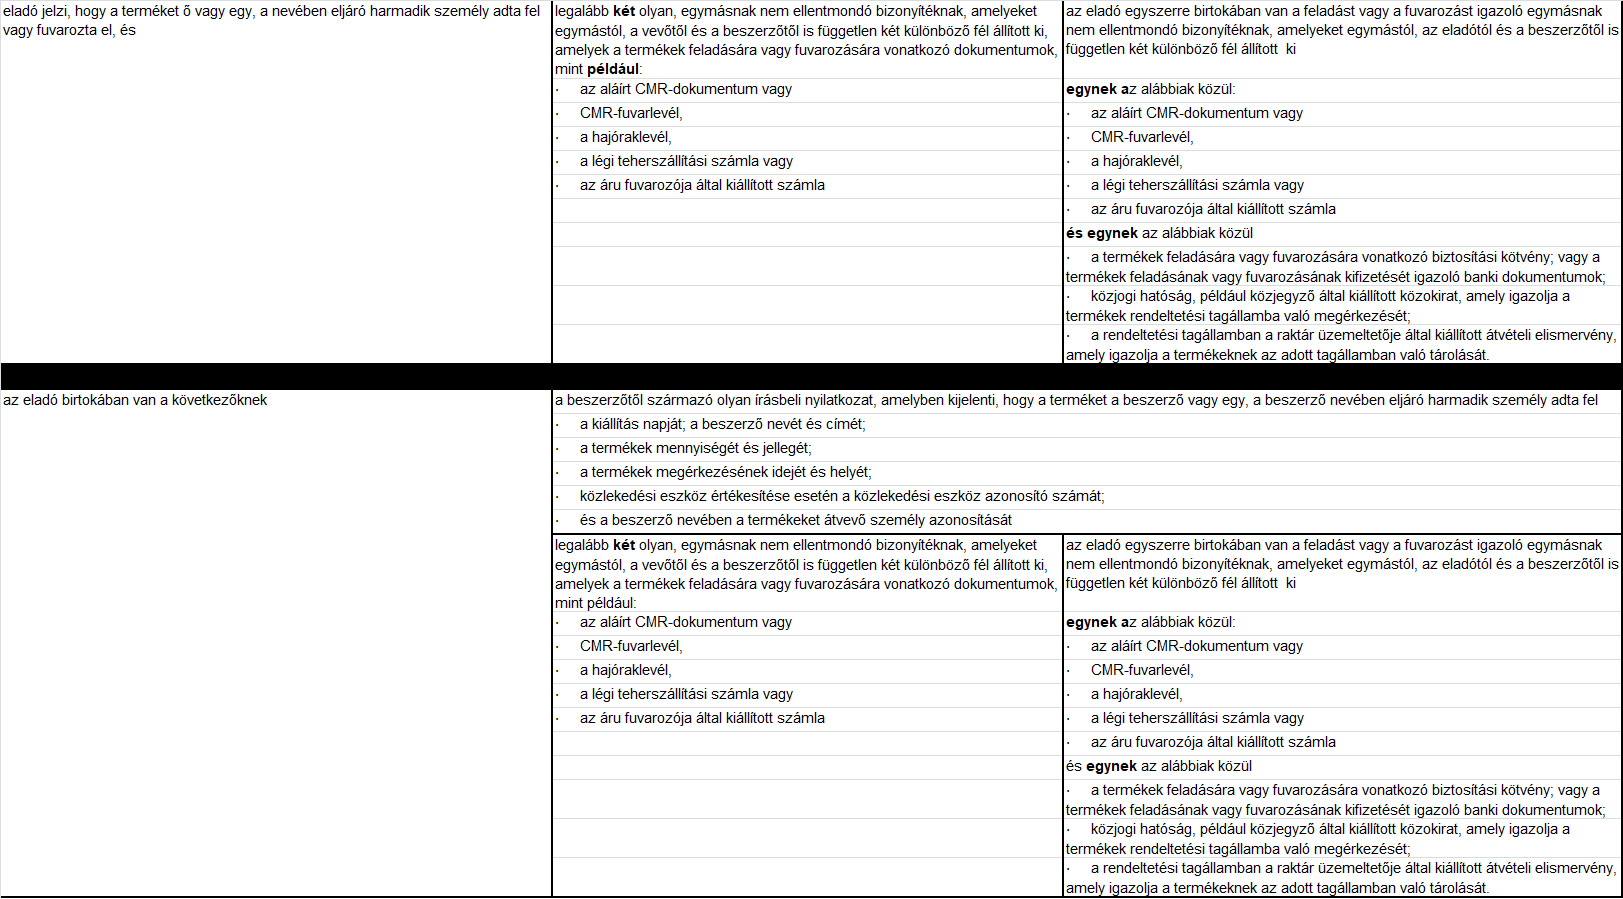 eladó jelzi, hogy a terméket ő vagy egy, a nevében eljáró harmadik személy adta fel
vagy fuvarozta el, és
legalább két olyan, egymásnak nem ellentmondó bizonyítéknak, amelyeket
egymástól, a vevőtől és a beszerzőtől is független két különböző fél állított ki,
amelyek a termékek feladására vagy fuvarozására vonatkozó dokumentumok,
mint például:
· az aláírt CMR-dokumentum vagy
· CMR-fuvarlevél,
· a hajóraklevél,
· a légi teherszállítási számla vagy
· az áru fuvarozója által kiállított számla
az eladó egyszerre birtokában van a feladást vagy a fuvarozást igazoló egymásnak
nem ellentmondó bizonyítéknak, amelyeket egymástól, az eladótól és a beszerzőtől is
független két különböző fél állított  ki
egynek az alábbiak közül:
· az aláírt CMR-dokumentum vagy
· CMR-fuvarlevél,
· a hajóraklevél,
· a légi teherszállítási számla vagy
· az áru fuvarozója által kiállított számla
és egynek az alábbiak közül
· a termékek feladására vagy fuvarozására vonatkozó biztosítási kötvény; vagy a
termékek feladásának vagy fuvarozásának kifizetését igazoló banki dokumentumok;
· közjogi hatóság, például közjegyző által kiállított közokirat, amely igazolja a
termékek rendeltetési tagállamba való megérkezését;
· a rendeltetési tagállamban a raktár üzemeltetője által kiállított átvételi elismervény,
amely igazolja a termékeknek az adott tagállamban való tárolását.
az eladó birtokában van a következőknek
a beszerzőtől származó olyan írásbeli nyilatkozat, amelyben kijelenti, hogy a terméket a beszerző vagy egy, a beszerző nevében eljáró harmadik személy adta fel
· a kiállítás napját; a beszerző nevét és címét;
· a termékek mennyiségét és jellegét;
· a termékek megérkezésének idejét és helyét;
· közlekedési eszköz értékesítése esetén a közlekedési eszköz azonosító számát;
· és a beszerző nevében a termékeket átvevő személy azonosítását
legalább két olyan, egymásnak nem ellentmondó bizonyítéknak, amelyeket
egymástól, a vevőtől és a beszerzőtől is független két különböző fél állított ki,
amelyek a termékek feladására vagy fuvarozására vonatkozó dokumentumok,
mint például:
· az aláírt CMR-dokumentum vagy
· CMR-fuvarlevél,
· a hajóraklevél,
· a légi teherszállítási számla vagy
· az áru fuvarozója által kiállított számla
az eladó egyszerre birtokában van a feladást vagy a fuvarozást igazoló egymásnak
nem ellentmondó bizonyítéknak, amelyeket egymástól, az eladótól és a beszerzőtől is
független két különböző fél állított  ki
egynek az alábbiak közül:
· az aláírt CMR-dokumentum vagy
· CMR-fuvarlevél,
· a hajóraklevél,
· a légi teherszállítási számla vagy
· az áru fuvarozója által kiállított számla
és egynek az alábbiak közül
· a termékek feladására vagy fuvarozására vonatkozó biztosítási kötvény; vagy a
termékek feladásának vagy fuvarozásának kifizetését igazoló banki dokumentumok;
· közjogi hatóság, például közjegyző által kiállított közokirat, amely igazolja a
termékek rendeltetési tagállamba való megérkezését;
· a rendeltetési tagállamban a raktár üzemeltetője által kiállított átvételi elismervény,
amely igazolja a termékeknek az adott tagállamban való tárolását.